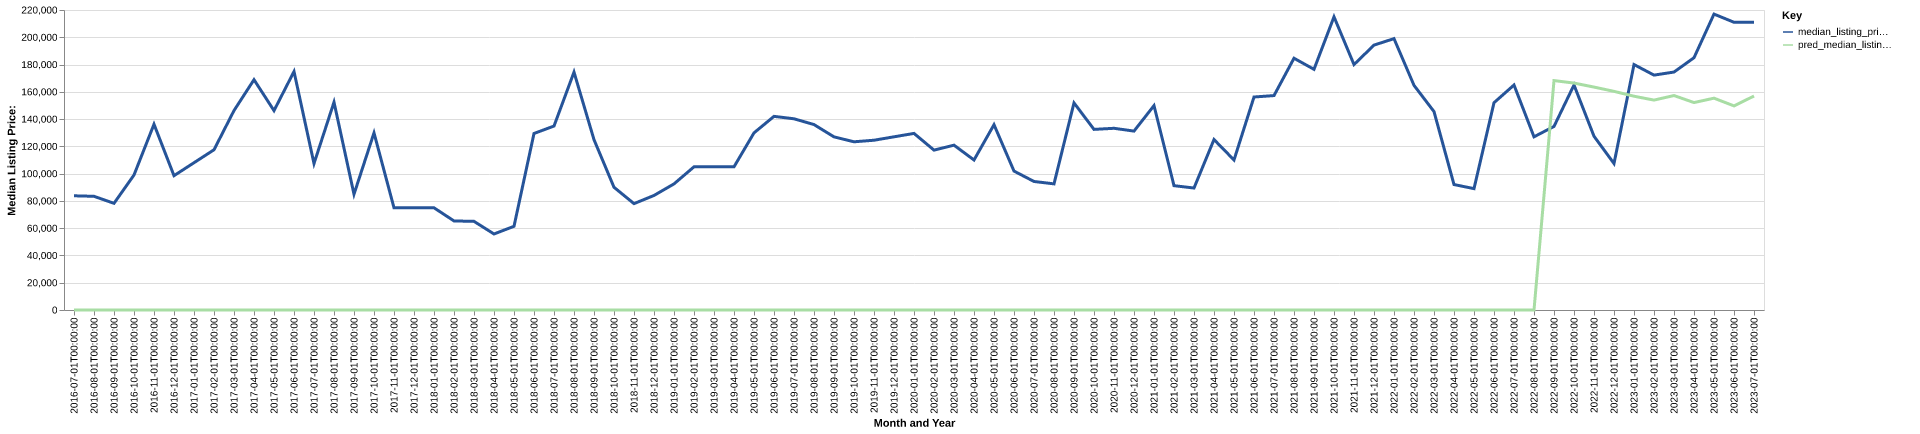 220,000
200,000
180,000
160,000
140,000
120,000
100,000
80,000
60,000
40,000
20,000
0
Median Listing Price:
2016-07-01T00:00:00
2016-08-01T00:00:00
2016-09-01T00:00:00
2016-10-01T00:00:00
2016-11-01T00:00:00
2016-12-01T00:00:00
2017-01-01T00:00:00
2017-02-01T00:00:00
2017-03-01T00:00:00
2017-04-01T00:00:00
2017-05-01T00:00:00
2017-06-01T00:00:00
2017-07-01T00:00:00
2017-08-01T00:00:00
2017-09-01T00:00:00
2017-10-01T00:00:00
2017-11-01T00:00:00
2017-12-01T00:00:00
2018-01-01T00:00:00
2018-02-01T00:00:00
2018-03-01T00:00:00
2018-04-01T00:00:00
2018-05-01T00:00:00
2018-06-01T00:00:00
2018-07-01T00:00:00
2018-08-01T00:00:00
2018-09-01T00:00:00
2018-10-01T00:00:00
2018-11-01T00:00:00
2018-12-01T00:00:00
2019-01-01T00:00:00
2019-02-01T00:00:00
2019-03-01T00:00:00
2019-04-01T00:00:00
2019-05-01T00:00:00
2019-06-01T00:00:00
2019-07-01T00:00:00
2019-08-01T00:00:00
2019-09-01T00:00:00
2019-10-01T00:00:00
2019-11-01T00:00:00
2019-12-01T00:00:00
2020-01-01T00:00:00
2020-02-01T00:00:00
2020-03-01T00:00:00
2020-04-01T00:00:00
2020-05-01T00:00:00
2020-06-01T00:00:00
2020-07-01T00:00:00
2020-08-01T00:00:00
2020-09-01T00:00:00
2020-10-01T00:00:00
2020-11-01T00:00:00
2020-12-01T00:00:00
2021-01-01T00:00:00
2021-02-01T00:00:00
2021-03-01T00:00:00
2021-04-01T00:00:00
2021-05-01T00:00:00
2021-06-01T00:00:00
2021-07-01T00:00:00
2021-08-01T00:00:00
2021-09-01T00:00:00
2021-10-01T00:00:00
2021-11-01T00:00:00
2021-12-01T00:00:00
2022-01-01T00:00:00
2022-02-01T00:00:00
2022-03-01T00:00:00
2022-04-01T00:00:00
2022-05-01T00:00:00
2022-06-01T00:00:00
2022-07-01T00:00:00
2022-08-01T00:00:00
2022-09-01T00:00:00
2022-10-01T00:00:00
2022-11-01T00:00:00
2022-12-01T00:00:00
2023-01-01T00:00:00
2023-02-01T00:00:00
2023-03-01T00:00:00
2023-04-01T00:00:00
2023-05-01T00:00:00
2023-06-01T00:00:00
2023-07-01T00:00:00
Month and Year
Key
median_listing_pri…
pred_median_listin…